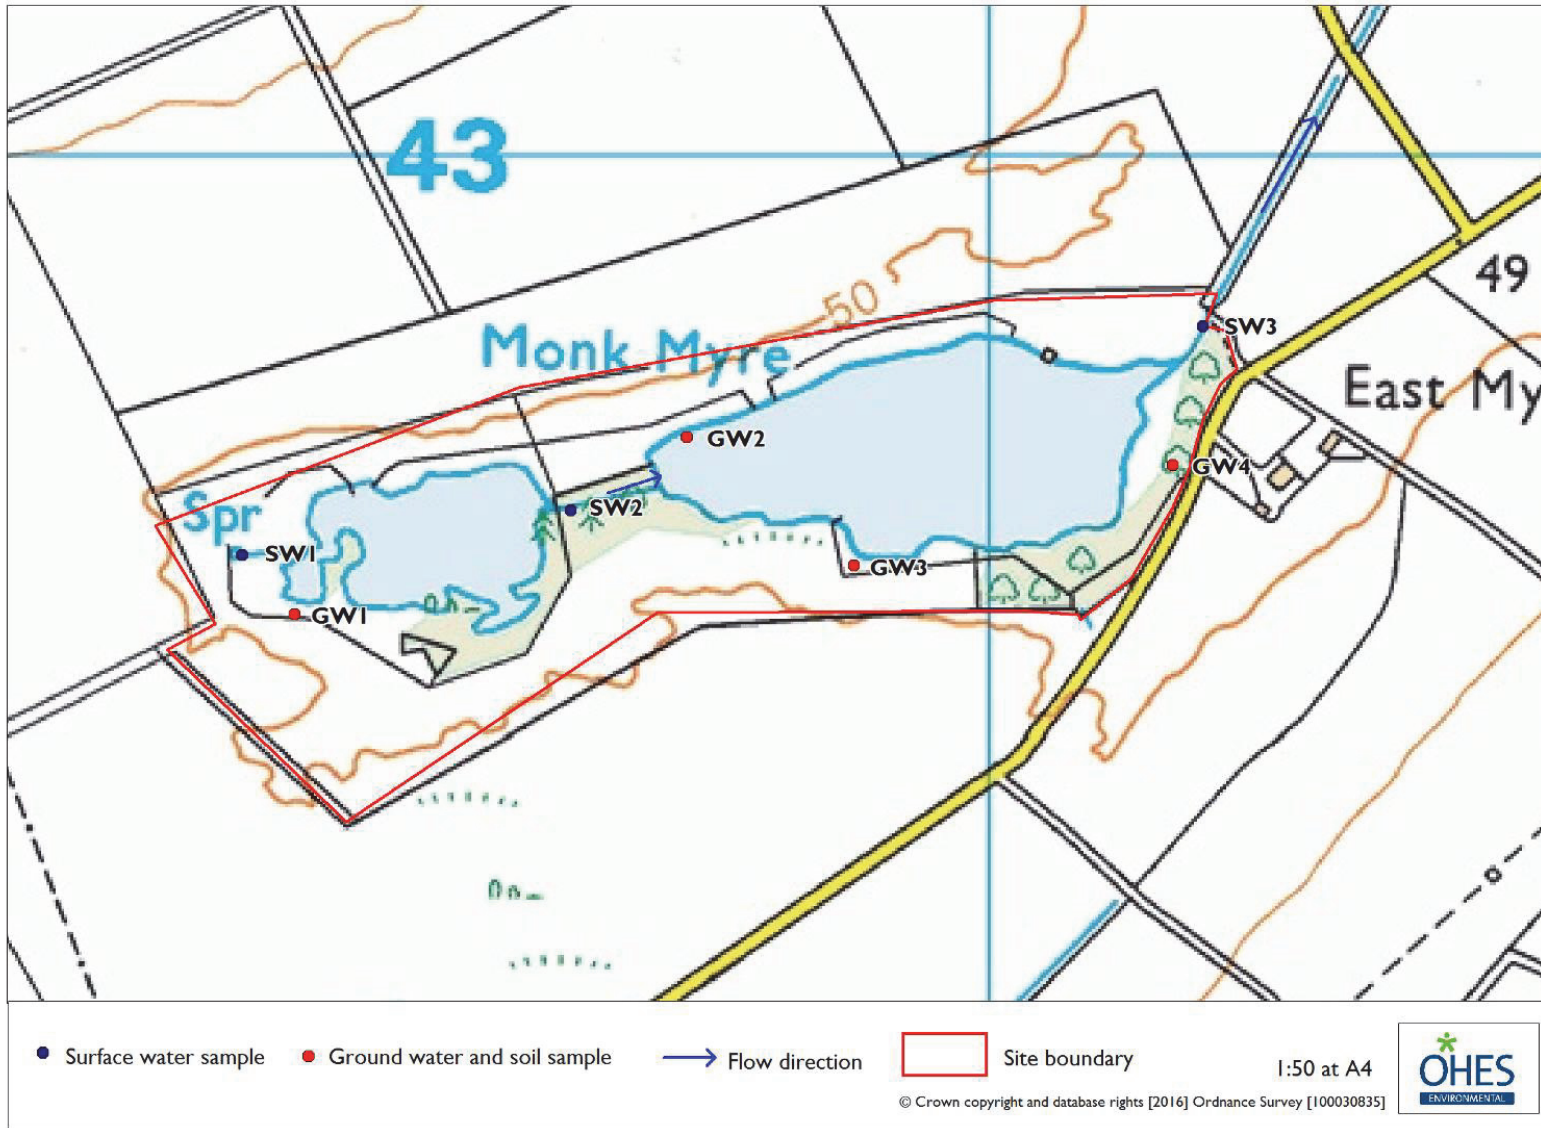 43
50
49
Monk Myre
SW3
East My
GW2
GW4
Spr
SW2
SW1
GW3
GW1
Surface water sample
Ground water and soil sample
Flow direction
Site boundary
1:50 at A4
© Crown copyright and database rights [2016] Ordnance Survey [100030835]
OHES
ENVIRONMENTAL